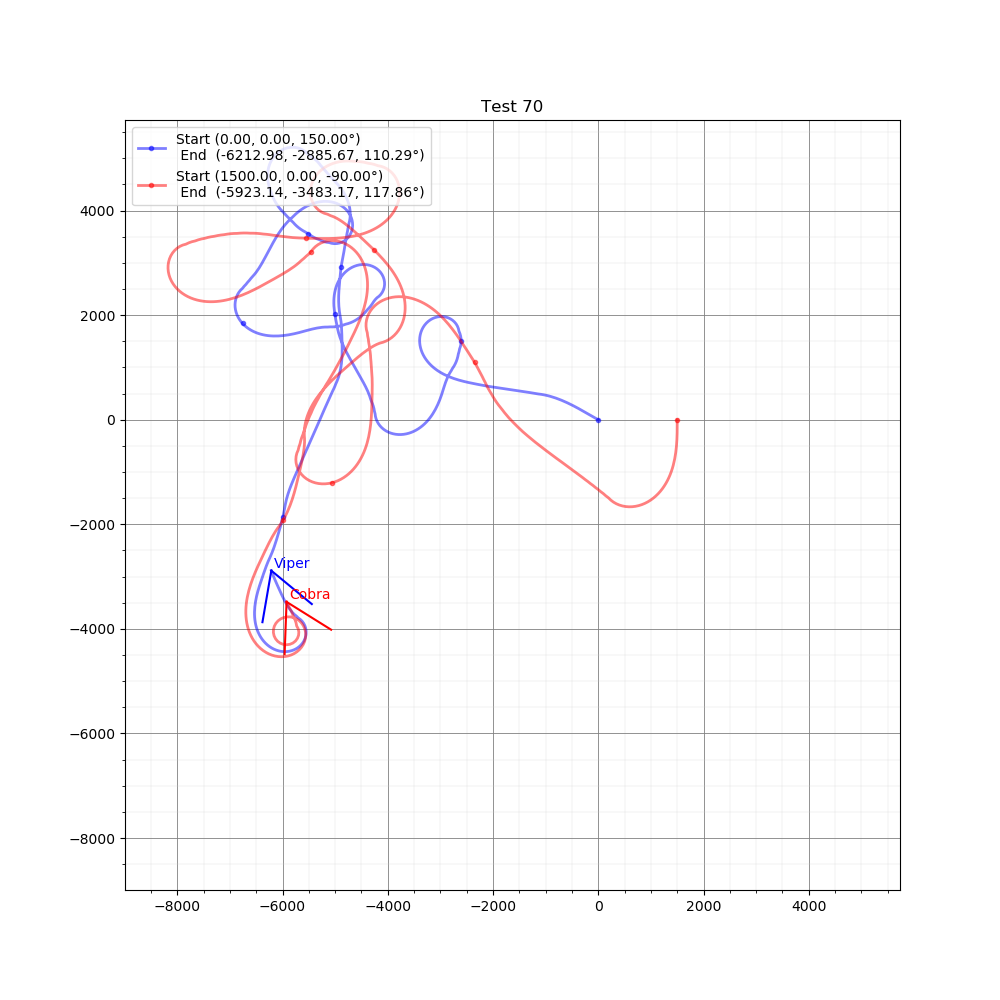 Test 70
Start (0.00, 0.00, 150.00°)
End (-6212.98, -2885.67, 110.29°)
Start (1500.00, 0.00, -90.00°)
End (-5923.14, -3483.17, 117.86°)
4000
2000
0
−2000
−4000
−6000
−8000
Viper
Cobra
−8000 −6000 −4000 −2000 0 2000 4000